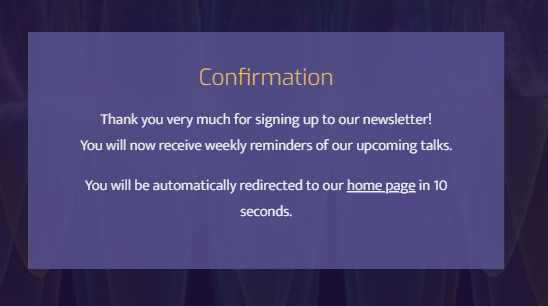 Confirmation
Thank you very much for signing up to our newsletter!
You will now receive weekly reminders of our upcoming talks.
You will be automatically redirected to our home page in 10
seconds.